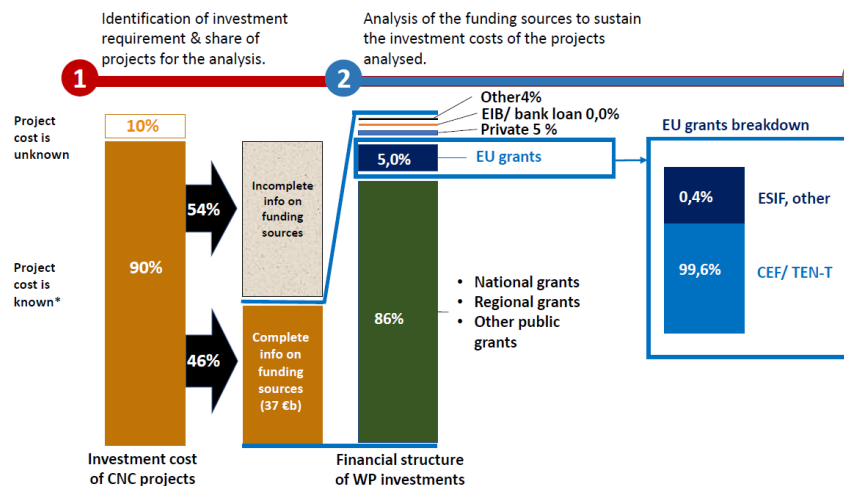 Identification of investment
requirement & share of
projects for the analysis.
Analysis of the funding sources to sustain
the investment costs of the projects
analysed.
1
2
Project
cost is
unknown
10%
Other4%
EIB/ bank loan 0,0%
Private 5 %
EU grants breakdown
5,0%
EU grants
Incomplete
info on
funding
sources
54%
0,4%
ESIF, other
Project
cost is
known*
90%
99,6%
CEF/ TEN-T
86%
• National grants
• Regional grants
• Other public
grants
46%
Complete
info on
funding
sources
(37 €b)
Investment cost
of CNC projects
Financial structure
of WP investments